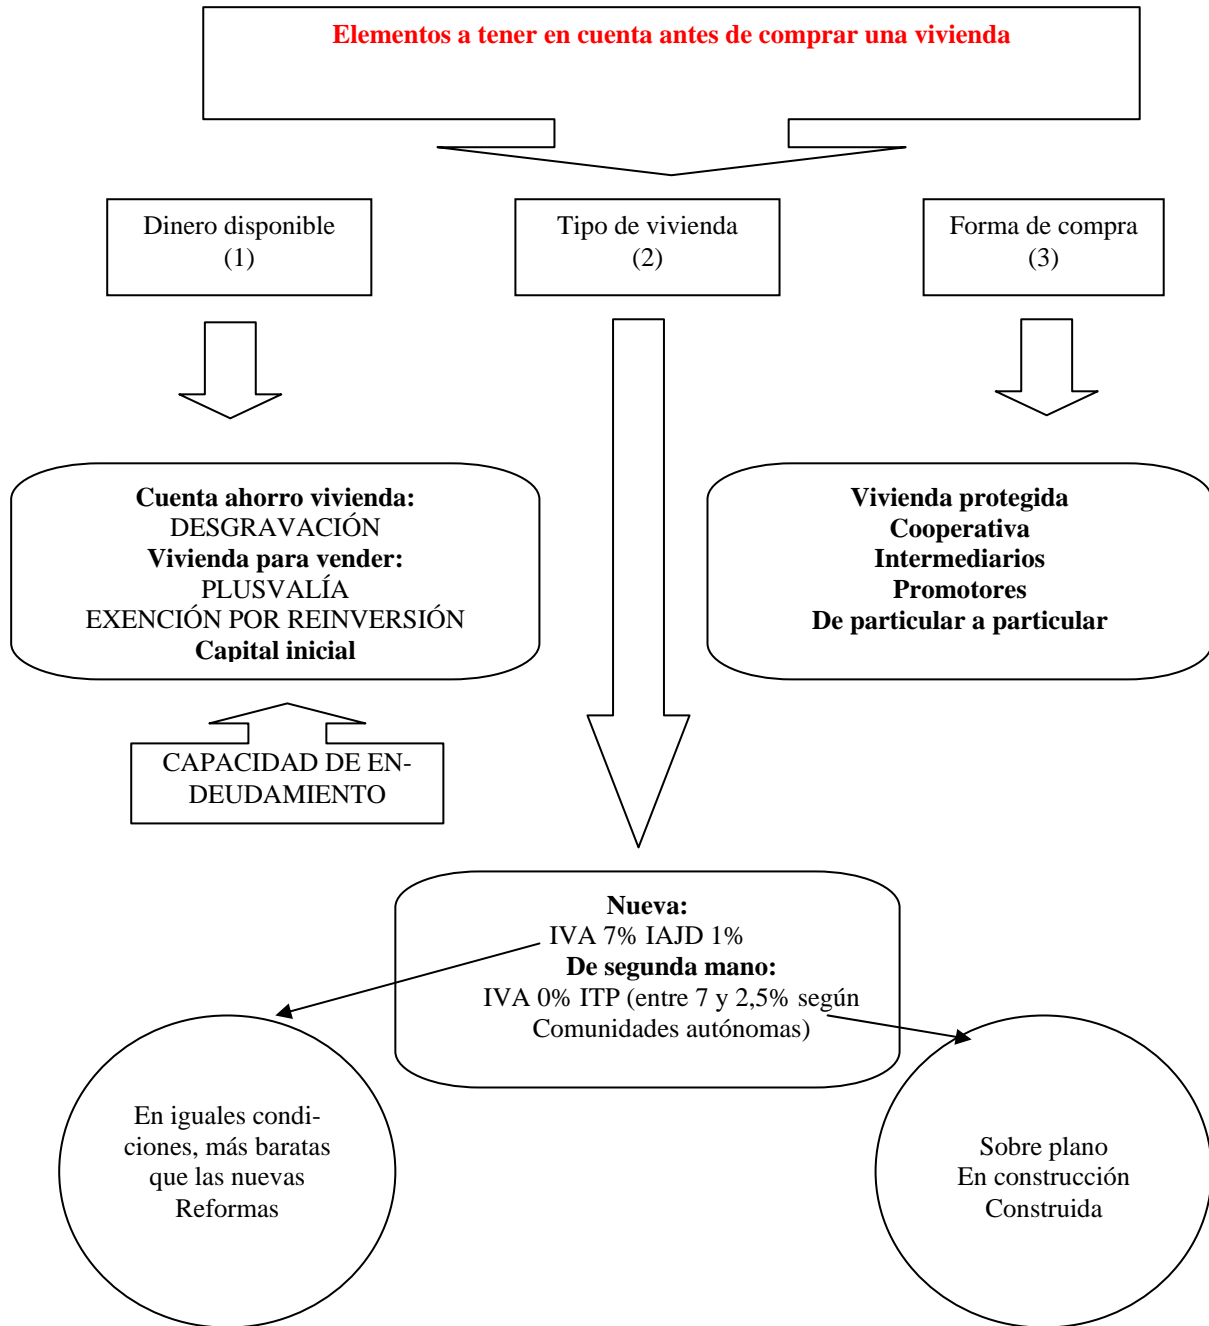 Elementos a tener en cuenta antes de comprar una vivienda
Dinero disponible
(1)
Tipo de vivienda
(2)
Forma de compra
(3)
Cuenta ahorro vivienda:
DESGRAVACIÓN
Vivienda para vender:
PLUSVALÍA
EXENCIÓN POR REINVERSIÓN
Capital inicial
Vivienda protegida
Cooperativa
Intermediarios
Promotores
De particular a particular
CAPACIDAD DE EN-
DEUDAMIENTO
Nueva:
IVA 7% IAJD 1%
De segunda mano:
IVA 0% ITP (entre 7 y 2,5% según
Comunidades autónomas)
En iguales condi-
ciones, más baratas
que las nuevas
Reformas
Sobre plano
En construcción
Construida